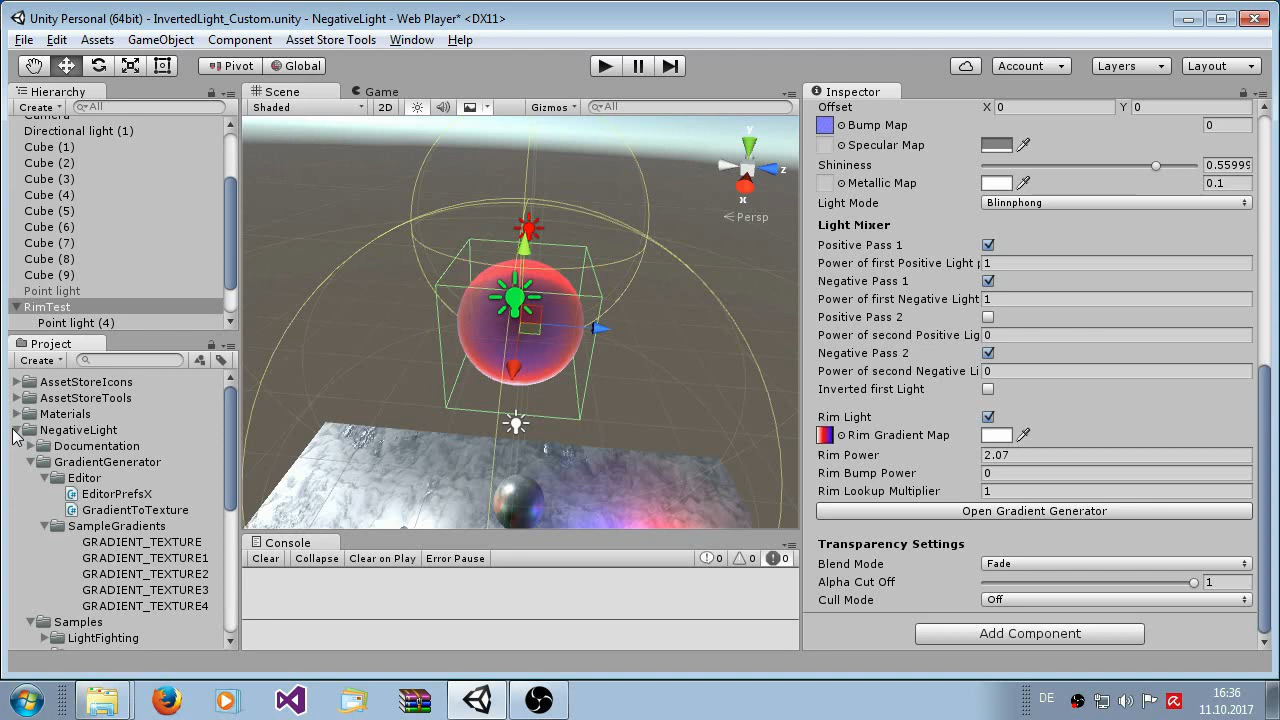 Unity Personal (64bit) - InvertedLight_Custom.unity - NegativeLight - Web Player* <DX11>
File Edit Assets GameObject Component Asset Store Tools Window Help
Pivot Global Account Layers Layout
Hierarchy
Create All
Camera
Directional light (1)
Cube (1)
Cube (2)
Cube (3)
Cube (4)
Cube (5)
Cube (6)
Cube (7)
Cube (8)
Cube (9)
Point light
RimTest
Point light (4)
Project
Create
AssetStoreIcons
AssetStoreTools
Materials
NegativeLight
Documentation
GradientGenerator
Editor
EditorPrefsX
GradientToTexture
SampleGradients
GRADIENT_TEXTURE
GRADIENT_TEXTURE1
GRADIENT_TEXTURE2
GRADIENT_TEXTURE3
GRADIENT_TEXTURE4
Samples
LightFighting
Scene Game
Shaded 2D Gizmos All
y
z
x
Persp
Console
Clear Collapse Clear on Play Error Pause 0 0 0
Inspector
Offset X 0 Y 0
Bump Map 0
Specular Map
Shininess 0.55999
Metallic Map 0.1
Light Mode Blinnphong
Light Mixer
Positive Pass 1
Power of first Positive Light 1
Negative Pass 1
Power of first Negative Light 1
Positive Pass 2
Power of second Positive Lig 0
Negative Pass 2
Power of second Negative Li 0
Inverted first Light
Rim Light
Rim Gradient Map
Rim Power 2.07
Rim Bump Power 0
Rim Lookup Multiplier 1
Open Gradient Generator
Transparency Settings
Blend Mode Fade
Alpha Cut Off 1
Cull Mode Off
Add Component
DE 16:36
11.10.2017